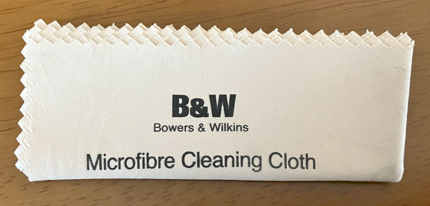 B&W
Bowers & Wilkins
Microfibre Cleaning Cloth